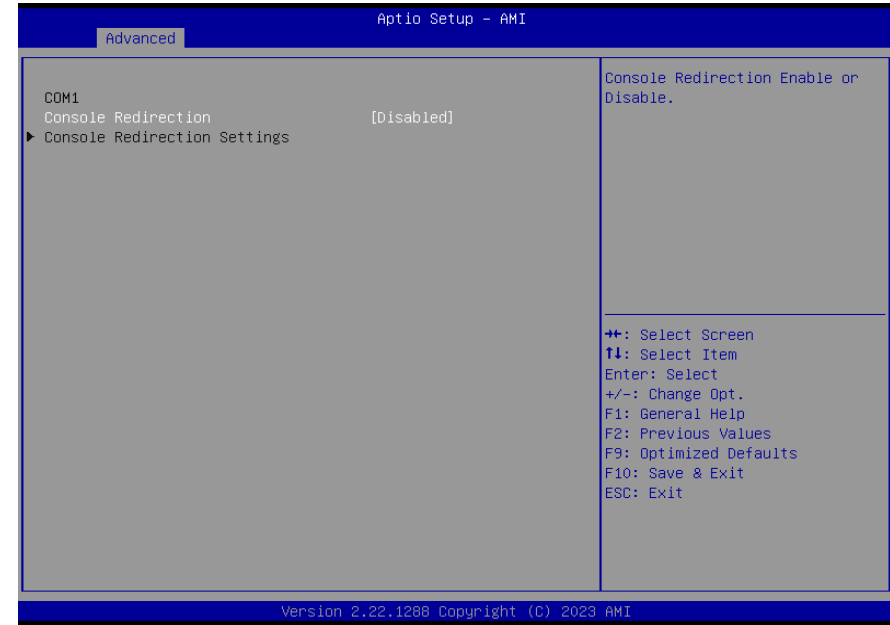 Aptio Setup – AMI
Advanced
COM1
Console Redirection [Disabled]
Console Redirection Settings
Console Redirection Enable or
Disable.
→←: Select Screen
↑↓: Select Item
Enter: Select
+/-: Change Opt.
F1: General Help
F2: Previous Values
F9: Optimized Defaults
F10: Save & Exit
ESC: Exit
Version 2.22.1288 Copyright (C) 2023 AMI